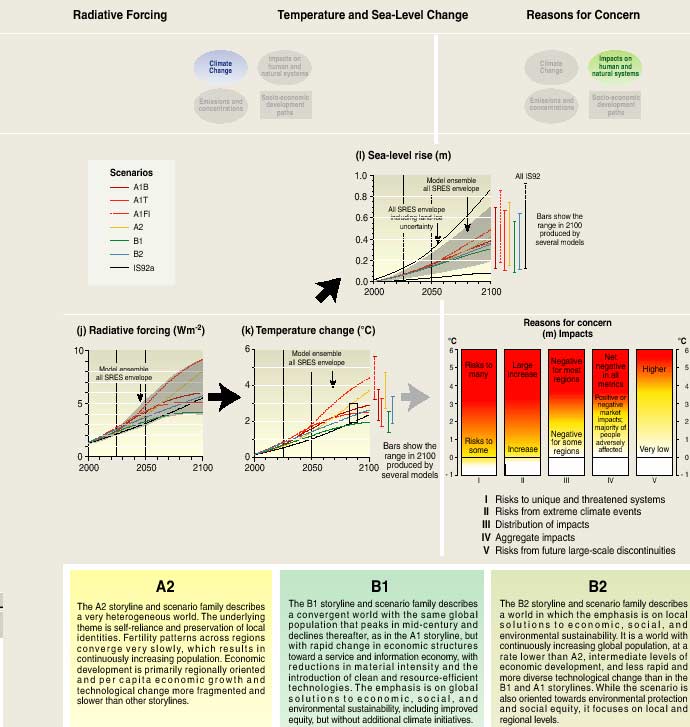 Radiative Forcing
Temperature and Sea-Level Change
Reasons for Concern
Climate Change
Impacts on human and natural systems
Emissions and concentrations
Socio-economic development paths
Climate Change
Impacts on human and natural systems
Emissions and concentrations
Socio-economic development paths
Scenarios
A1B
A1T
A1FI
A2
B1
B2
IS92a
(l) Sea-level rise (m)
1.0
0.8
0.6
0.4
0.2
0.0
2000
2050
2100
Model ensemble
all SRES envelope
All SRES envelope
including land-ice
uncertainty
All IS92
Bars show the
range in 2100
produced by
several models
(j) Radiative forcing (Wm-2)
10
5
0
2000
2050
2100
Model ensemble
all SRES envelope
(k) Temperature change (°C)
6
4
2
0
2000
2050
2100
Model ensemble
all SRES envelope
Bars show the
range in 2100
produced by
several models
Reasons for concern
(m) Impacts
°C
°C
6
5
4
3
2
1
0
-1
6
5
4
3
2
1
0
-1
Risks to
many
Risks to
some
Large
increase
Increase
Negative
for most
regions
Negative
for some
regions
Net
negative
in all
metrics
Positive or
negative
market
impacts;
majority of
people
adversely
affected
Higher
Very low
I
II
III
IV
V
I Risks to unique and threatened systems
II Risks from extreme climate events
III Distribution of impacts
IV Aggregate impacts
V Risks from future large-scale discontinuities
A2
The A2 storyline and scenario family describes
a very heterogeneous world. The underlying
theme is self-reliance and preservation of local
identities. Fertility patterns across regions
converge very slowly, which results in
continuously increasing population. Economic
development is primarily regionally oriented
and per capita economic growth and
technological change more fragmented and
slower than other storylines.
B1
The B1 storyline and scenario family describes
a convergent world with the same global
population that peaks in mid-century and
declines thereafter, as in the A1 storyline, but
with rapid change in economic structures
toward a service and information economy, with
reductions in material intensity and the
introduction of clean and resource-efficient
technologies. The emphasis is on global
solutions to economic, social, and
environmental sustainability, including improved
equity, but without additional climate initiatives.
B2
The B2 storyline and scenario family describes
a world in which the emphasis is on local
solutions to economic, social, and
environmental sustainability. It is a world with
continuously increasing global population, at a
rate lower than A2, intermediate levels of
economic development, and less rapid and
more diverse technological change than in the
B1 and A1 storylines. While the scenario is
also oriented towards environmental protection
and social equity, it focuses on local and
regional levels.